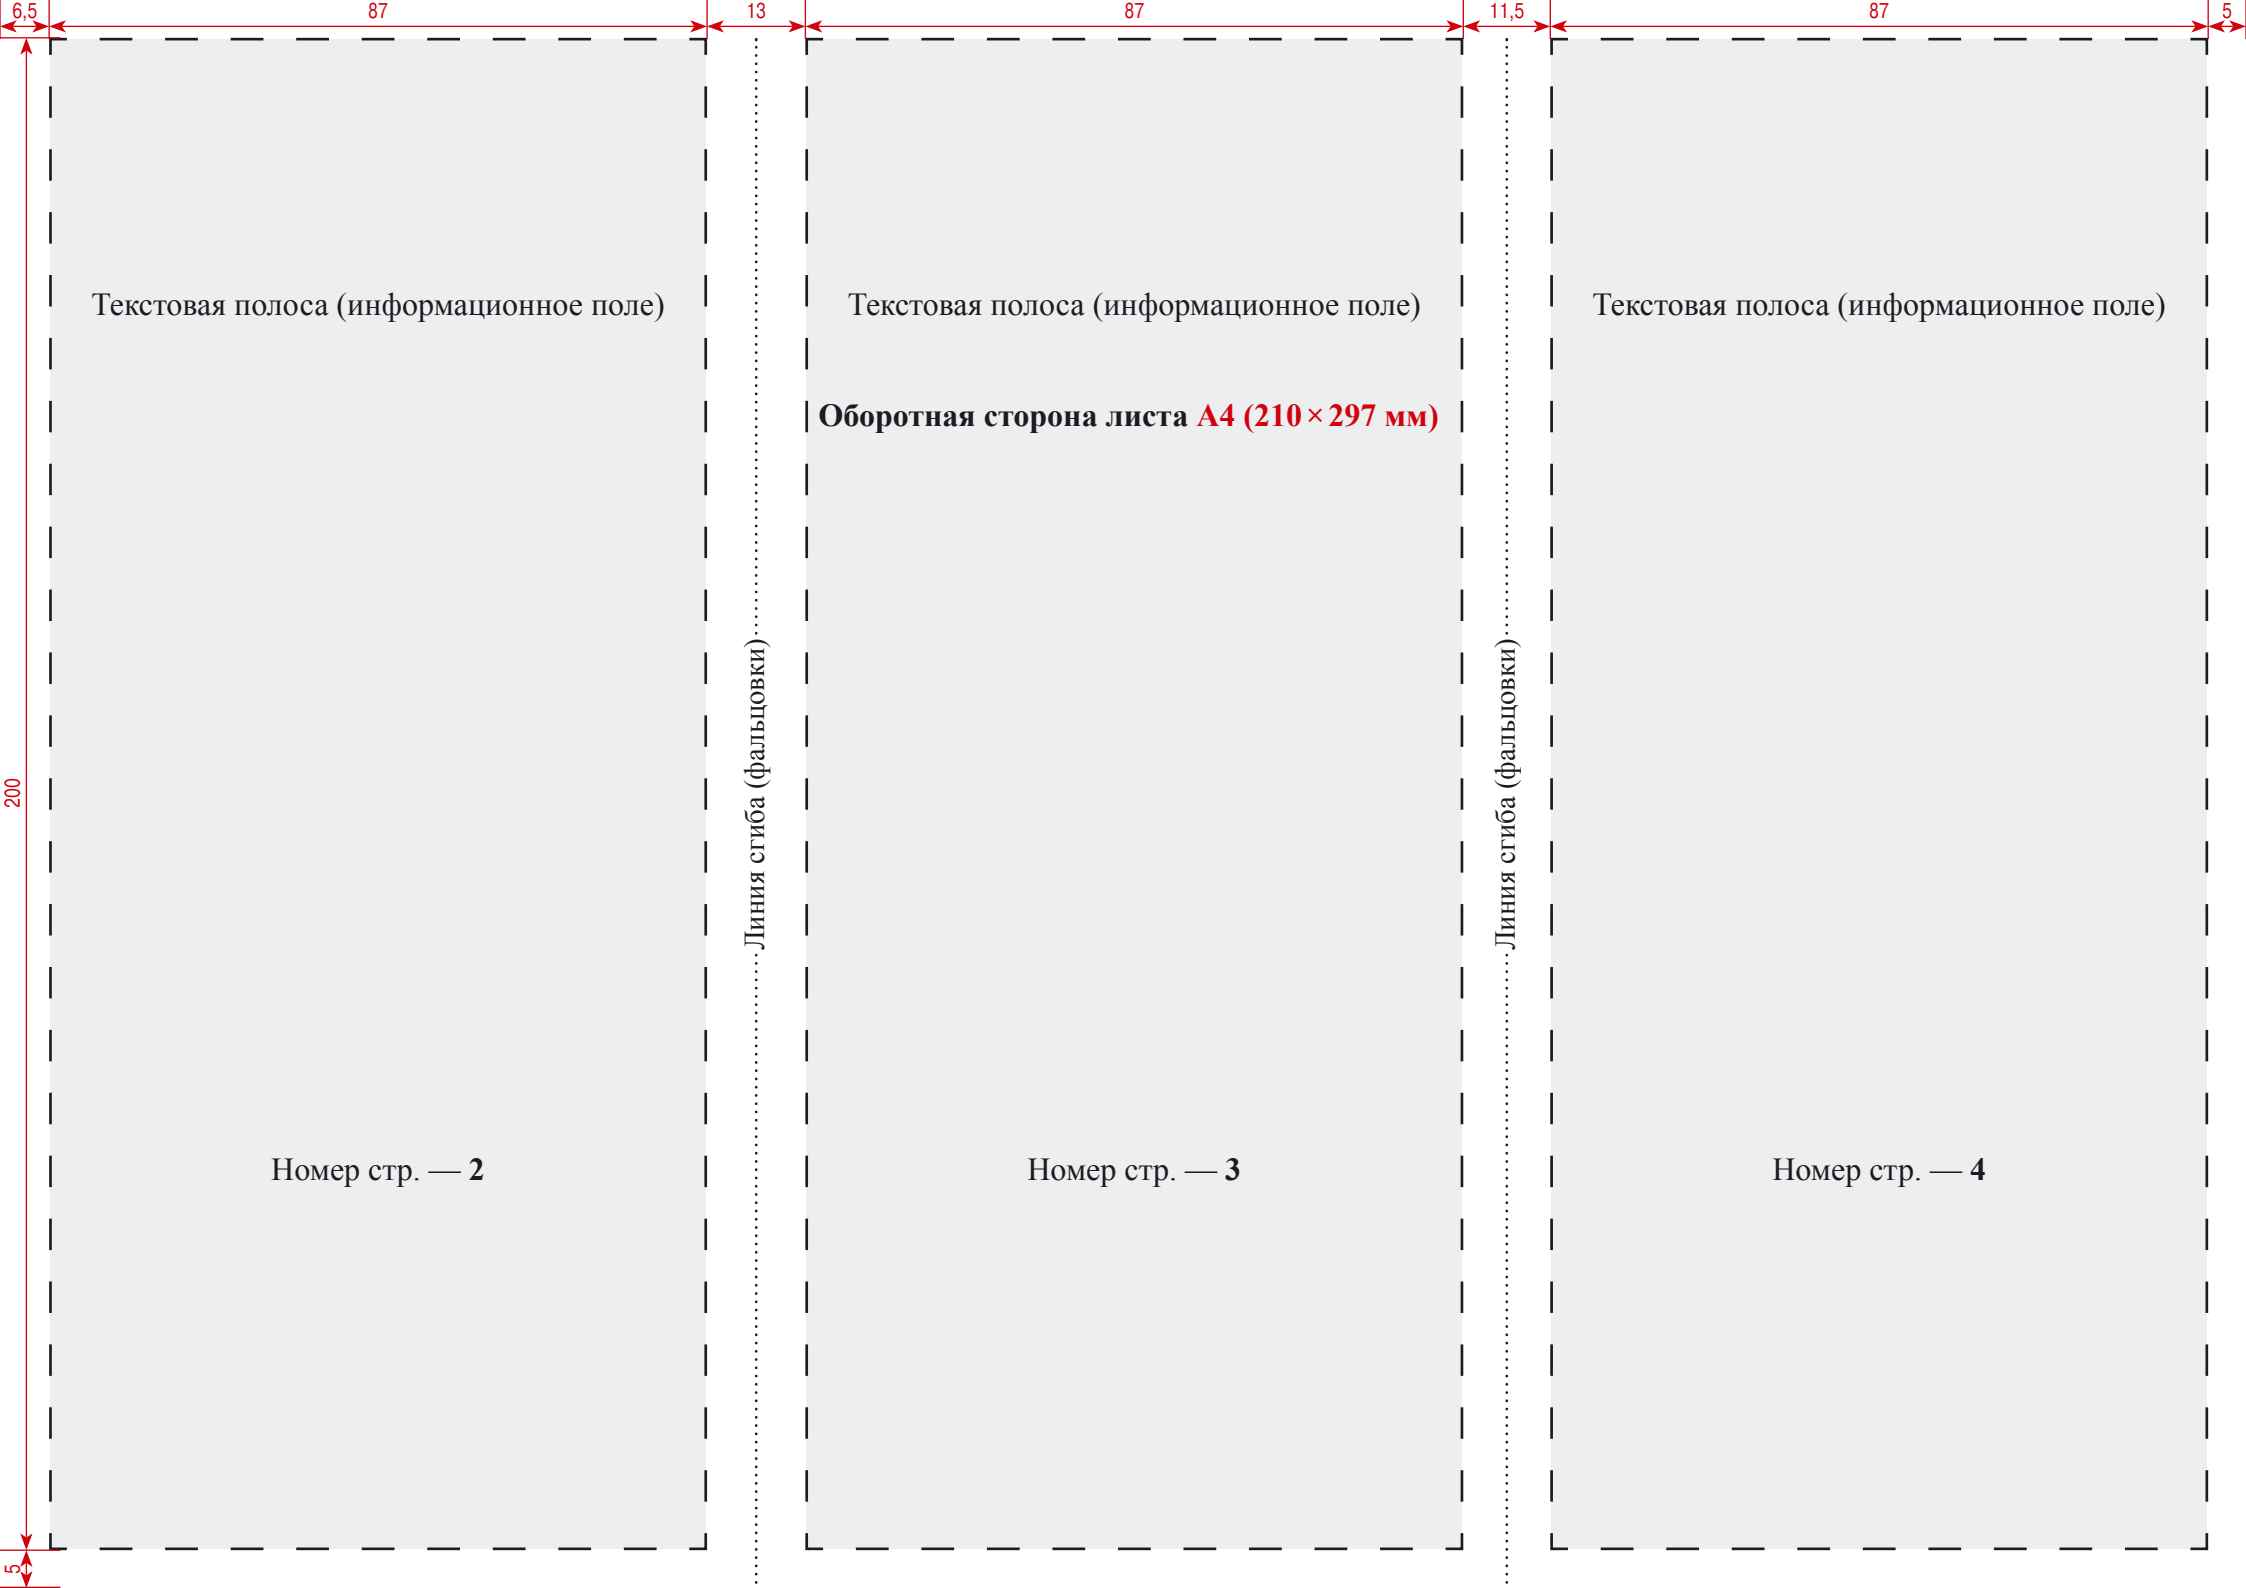 6,5 87 13 87 11,5 87 5
Текстовая полоса (информационное поле)
Текстовая полоса (информационное поле)
Текстовая полоса (информационное поле)
Оборотная сторона листа А4 (210 × 297 мм)
Линия сгиба (фальцовки)
Линия сгиба (фальцовки)
200
Номер стр. — 2
Номер стр. — 3
Номер стр. — 4
5